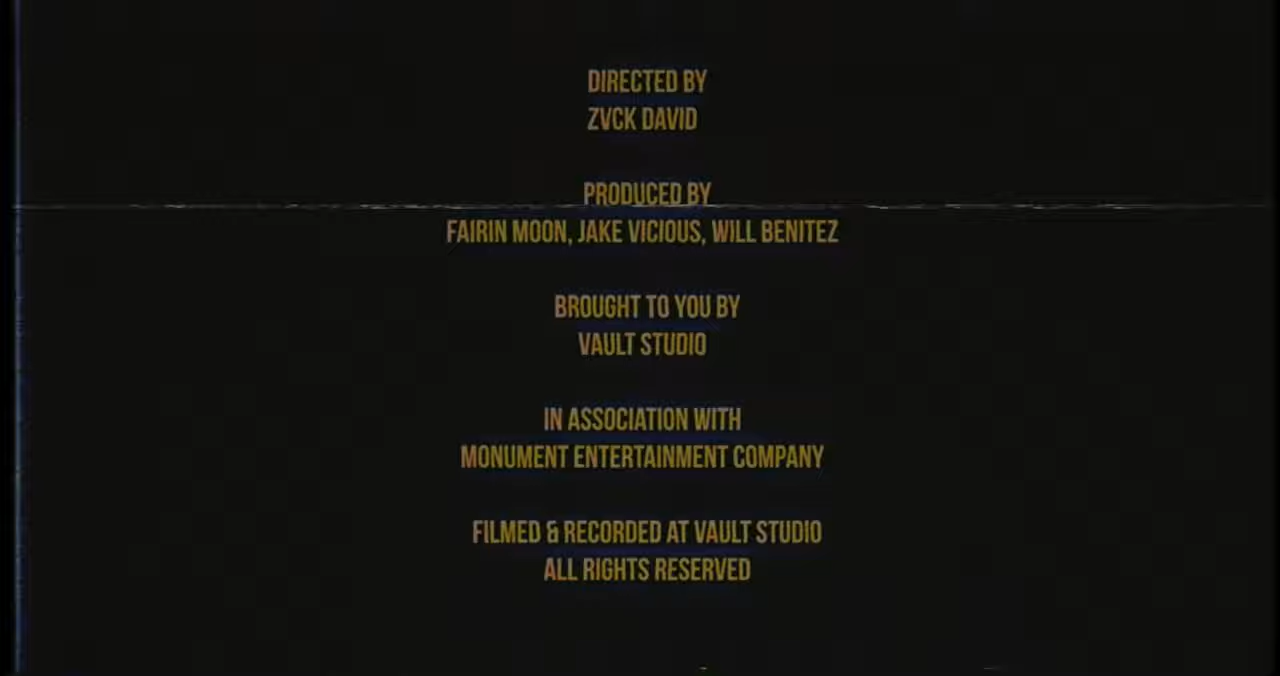 DIRECTED BY
ZVCK DAVID
PRODUCED BY
FAIRIN MOON, JAKE VICIOUS, WILL BENITEZ
BROUGHT TO YOU BY
VAULT STUDIO
IN ASSOCIATION WITH
MONUMENT ENTERTAINMENT COMPANY
FILMED & RECORDED AT VAULT STUDIO
ALL RIGHTS RESERVED